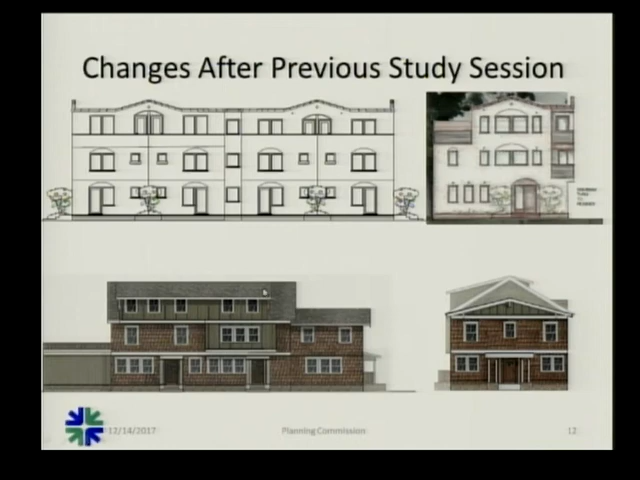 Changes After Previous Study Session
12/14/2017
Planning Commission
12